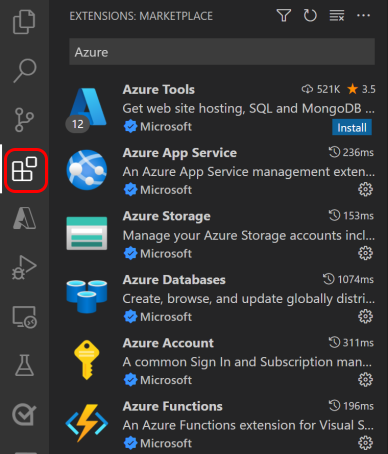 EXTENSIONS: MARKETPLACE
Azure
Azure Tools 521K 3.5
Get web site hosting, SQL and MongoDB ...
12 Microsoft Install
Azure App Service 236ms
An Azure App Service management exten...
Microsoft
Azure Storage 153ms
Manage your Azure Storage accounts incl...
Microsoft
Azure Databases 1074ms
Create, browse, and update globally distri...
Microsoft
Azure Account 311ms
A common Sign In and Subscription man...
Microsoft
Azure Functions 196ms
An Azure Functions extension for Visual S...
Microsoft